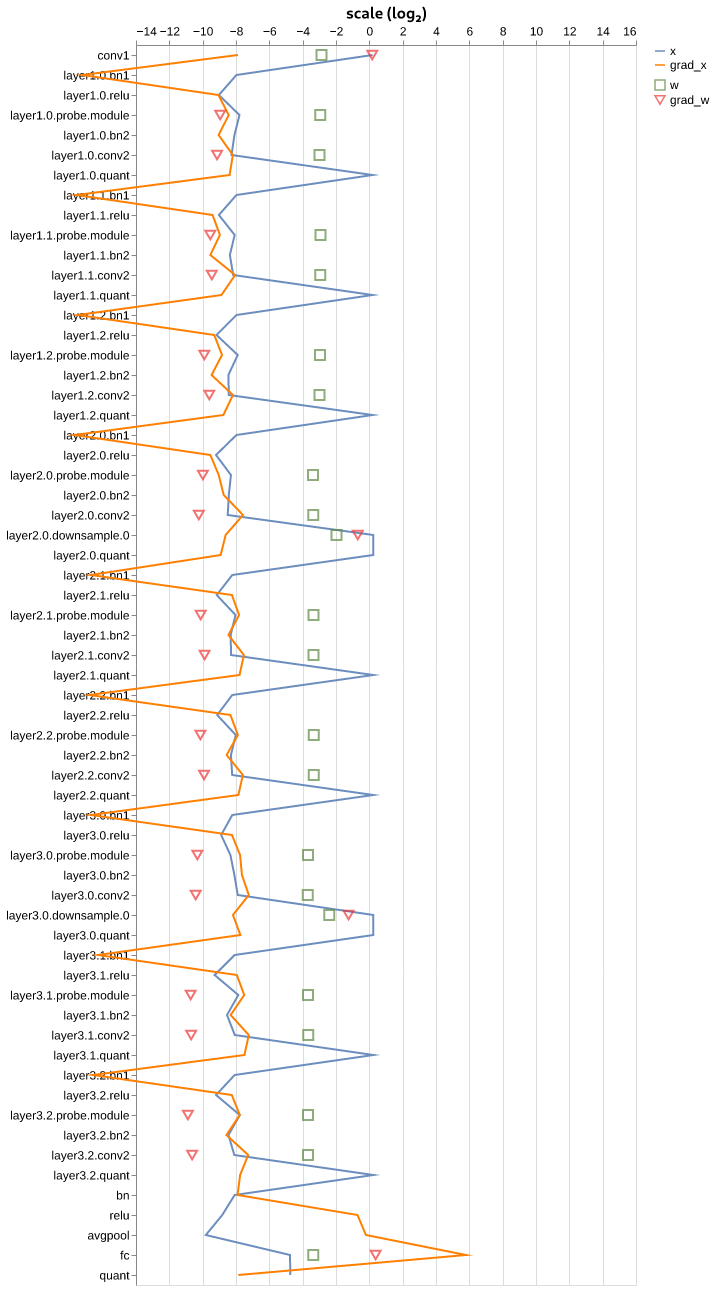 scale (log₂)
−14 −12 −10 −8 −6 −4 −2 0 2 4 6 8 10 12 14 16
x
grad_x
w
grad_w
conv1
layer1.0.bn1
layer1.0.relu
layer1.0.probe.module
layer1.0.bn2
layer1.0.conv2
layer1.0.quant
layer1.1.bn1
layer1.1.relu
layer1.1.probe.module
layer1.1.bn2
layer1.1.conv2
layer1.1.quant
layer1.2.bn1
layer1.2.relu
layer1.2.probe.module
layer1.2.bn2
layer1.2.conv2
layer1.2.quant
layer2.0.bn1
layer2.0.relu
layer2.0.probe.module
layer2.0.bn2
layer2.0.conv2
layer2.0.downsample.0
layer2.0.quant
layer2.1.bn1
layer2.1.relu
layer2.1.probe.module
layer2.1.bn2
layer2.1.conv2
layer2.1.quant
layer2.2.bn1
layer2.2.relu
layer2.2.probe.module
layer2.2.bn2
layer2.2.conv2
layer2.2.quant
layer3.0.bn1
layer3.0.relu
layer3.0.probe.module
layer3.0.bn2
layer3.0.conv2
layer3.0.downsample.0
layer3.0.quant
layer3.1.bn1
layer3.1.relu
layer3.1.probe.module
layer3.1.bn2
layer3.1.conv2
layer3.1.quant
layer3.2.bn1
layer3.2.relu
layer3.2.probe.module
layer3.2.bn2
layer3.2.conv2
layer3.2.quant
bn
relu
avgpool
fc
quant